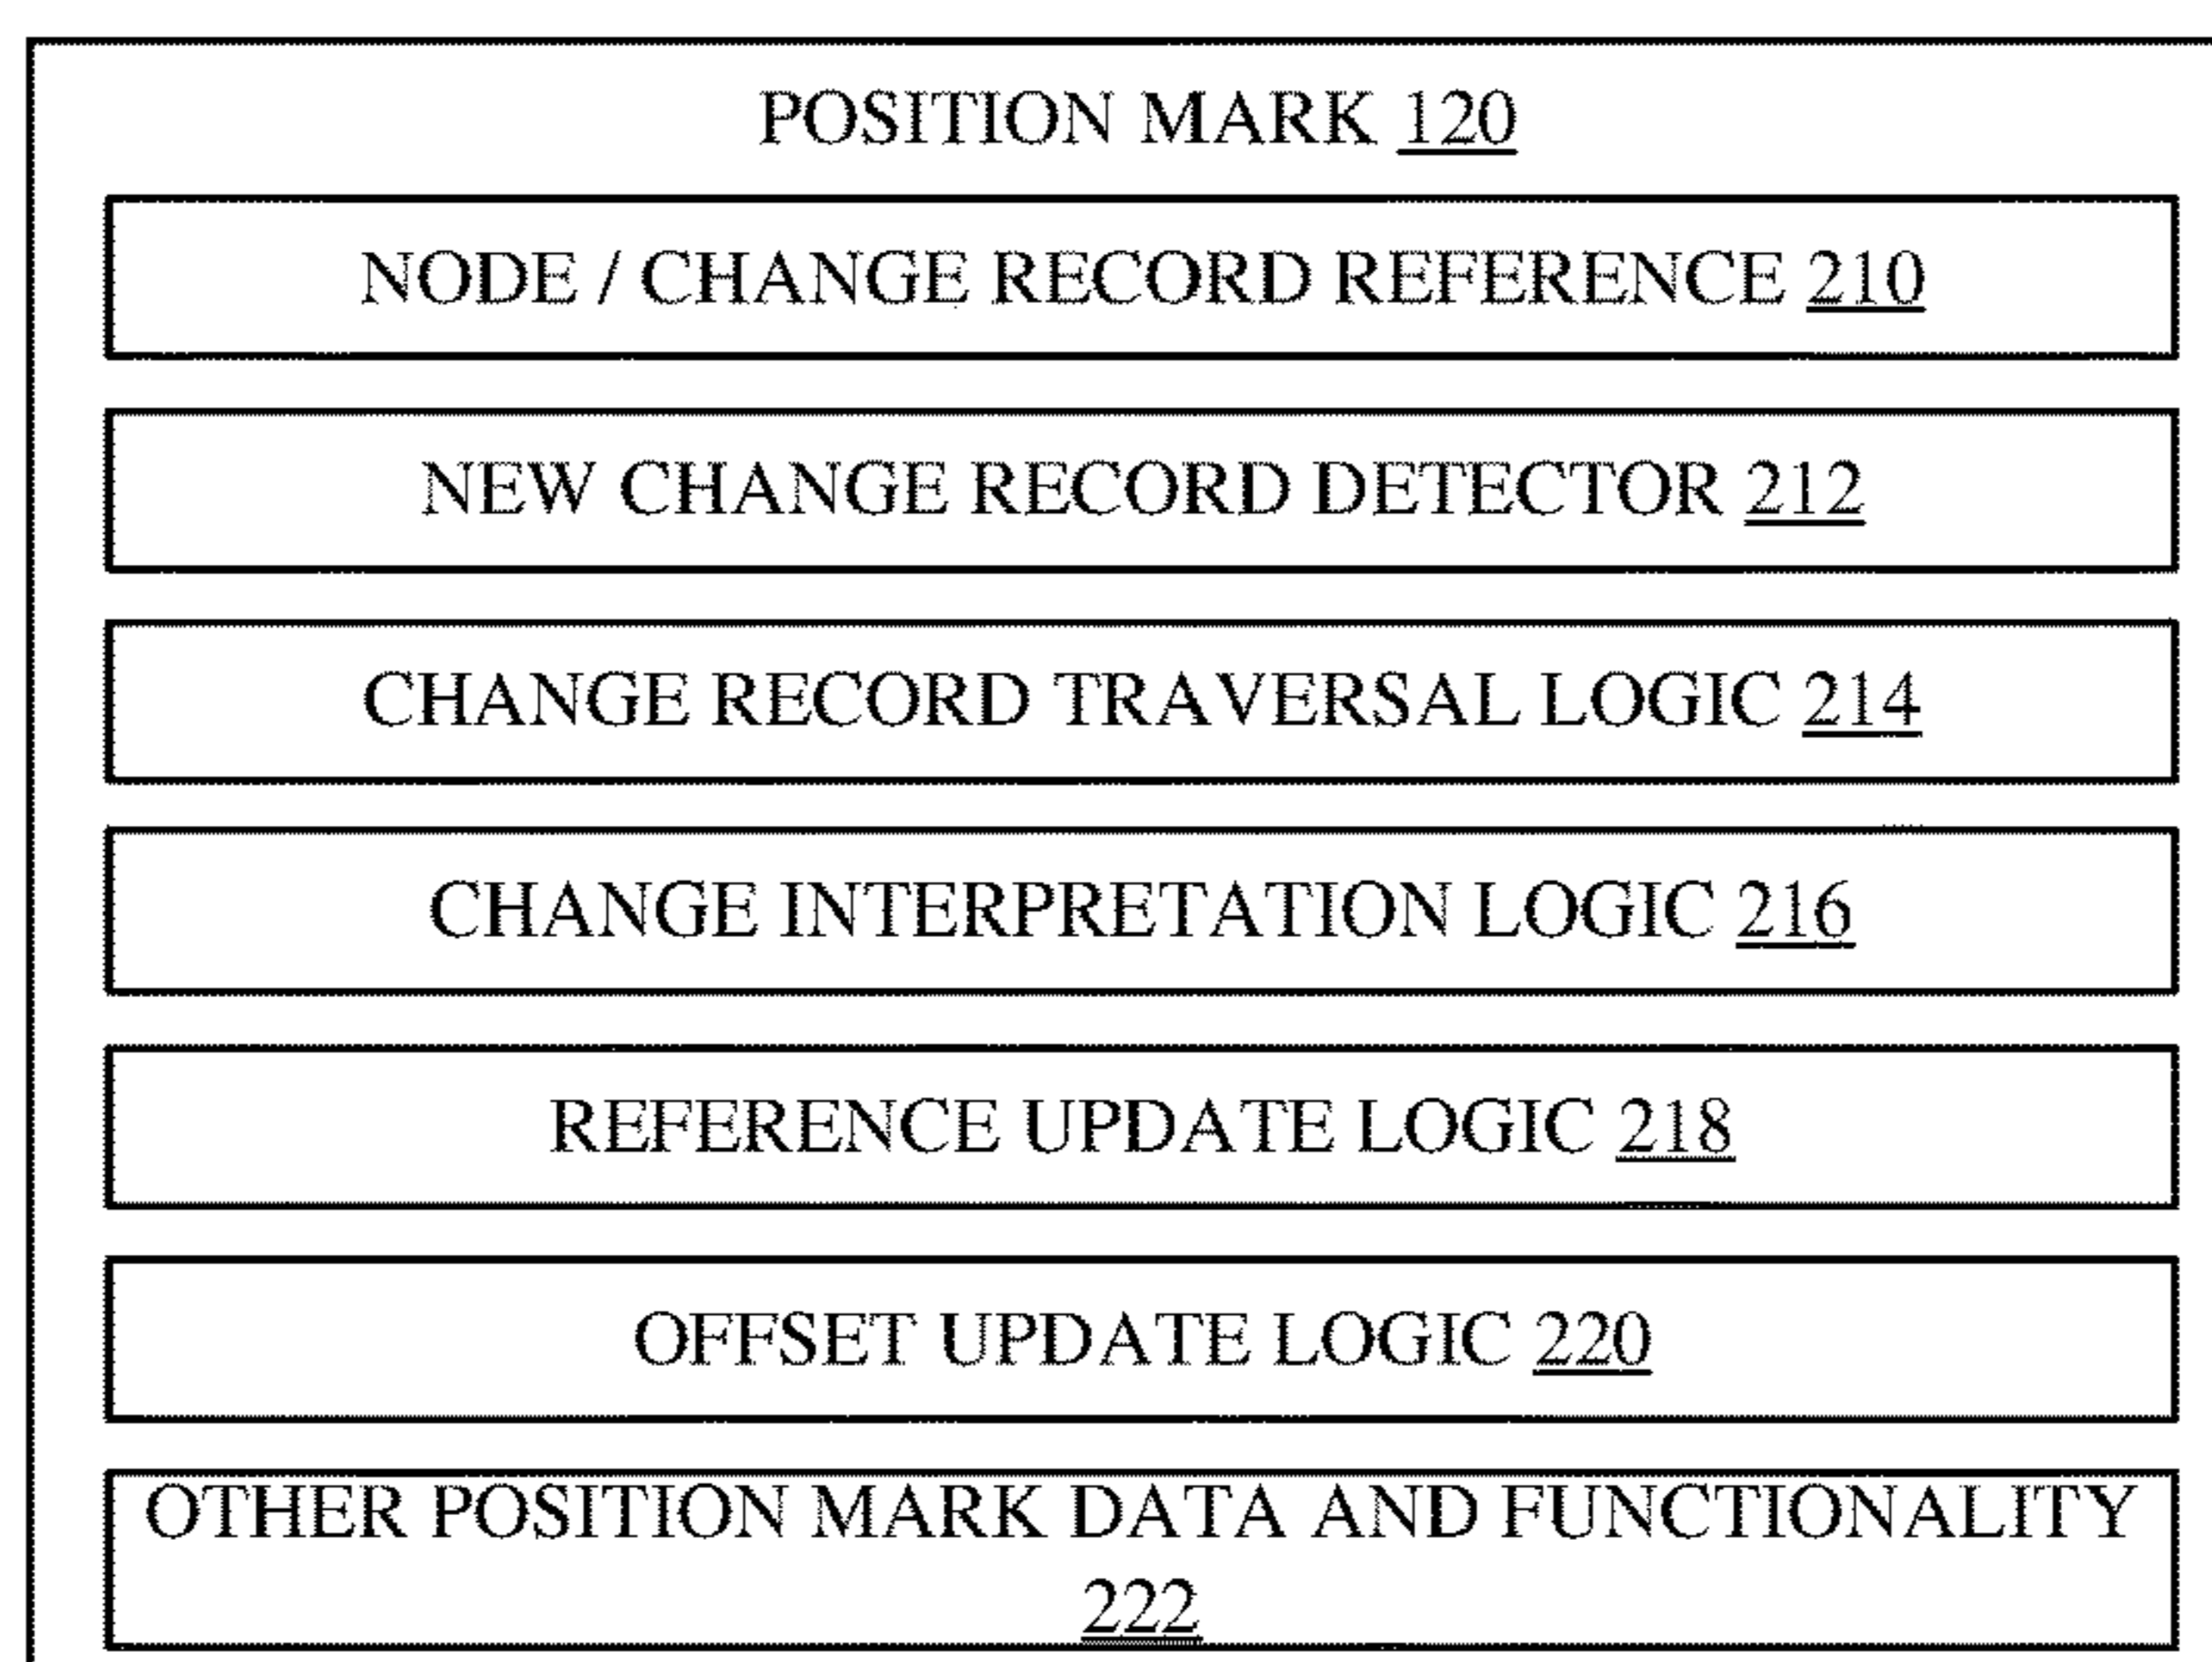 POSITION MARK 120
NODE / CHANGE RECORD REFERENCE 210
NEW CHANGE RECORD DETECTOR 212
CHANGE RECORD TRAVERSAL LOGIC 214
CHANGE INTERPRETATION LOGIC 216
REFERENCE UPDATE LOGIC 218
OFFSET UPDATE LOGIC 220
OTHER POSITION MARK DATA AND FUNCTIONALITY
222